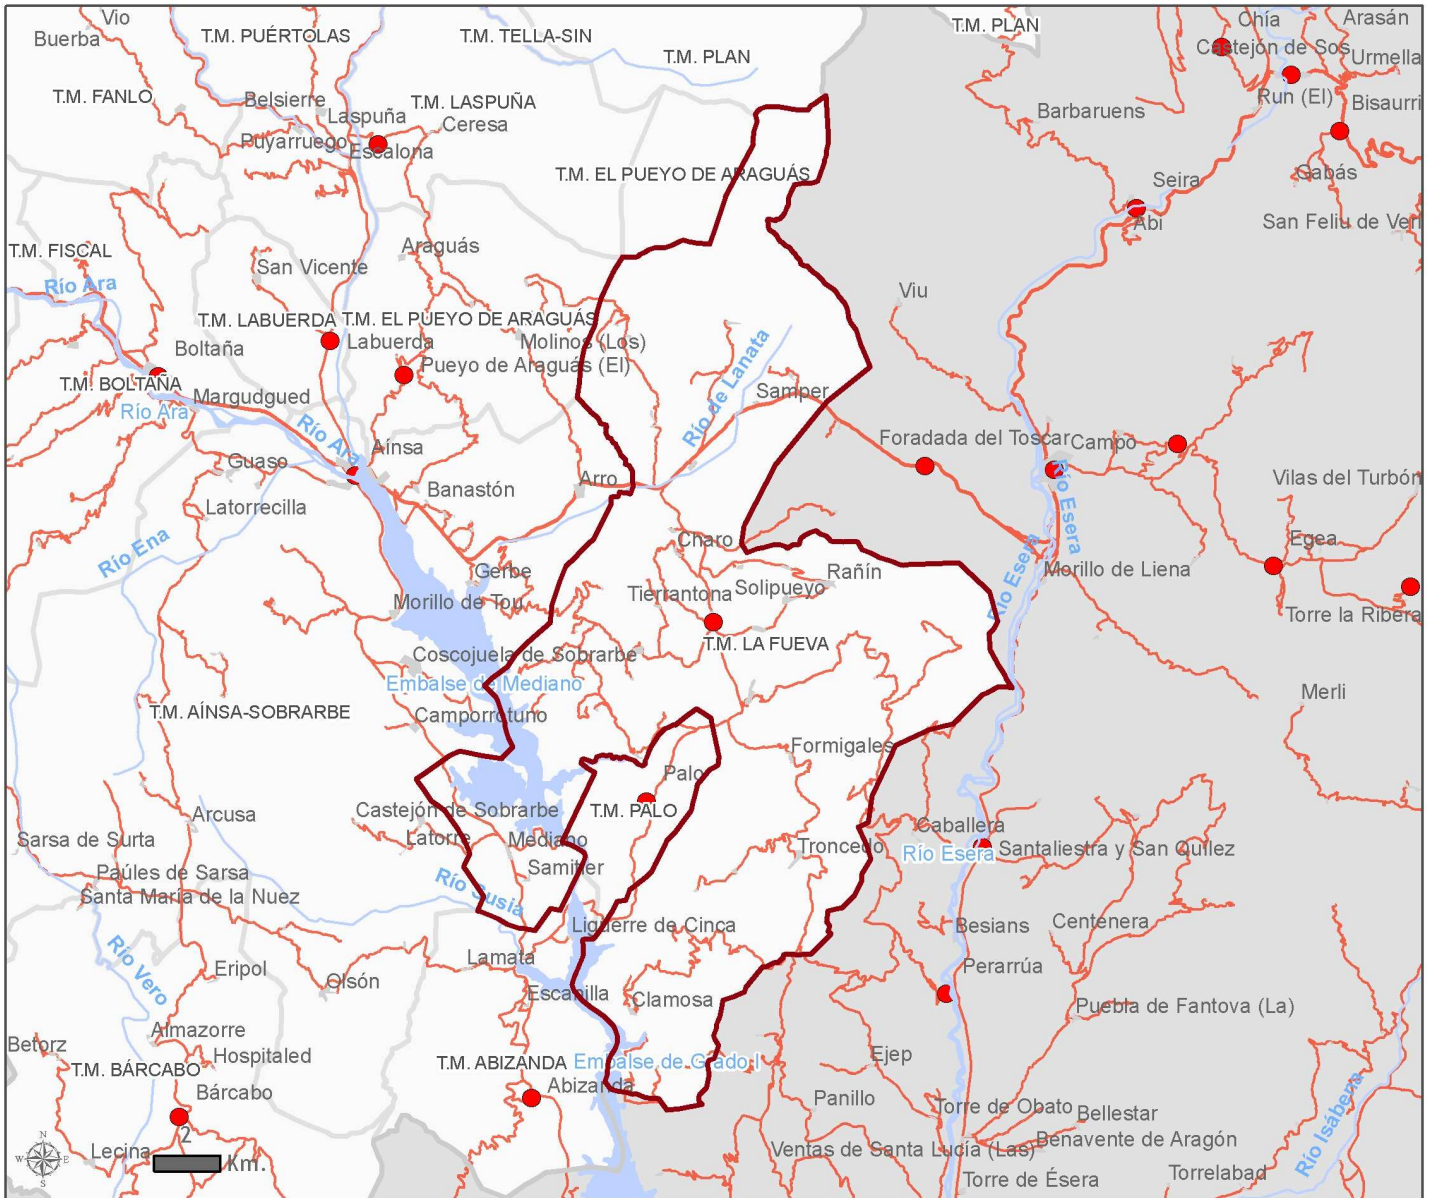 Vio
Buerba
T.M. PUÉRTOLAS
T.M. TELLA-SIN
T.M. PLAN
T.M. PLAN
Chía
Arasán
Castejón de Sos
Urmella
Run (El)
Bisaurri
T.M. FANLO
Belsierre
Laspuña
T.M. LASPUÑA
Ceresa
Puyarruego
Escalona
Barbaruens
Gabás
T.M. EL PUEYO DE ARAGUÁS
Seira
Abi
San Feliu de Veri
T.M. FISCAL
Araguás
San Vicente
Río Ara
Viu
T.M. LABUERDA
T.M. EL PUEYO DE ARAGUÁS
Boltaña
Labuerda
Molinos (Los)
Pueyo de Araguás (El)
T.M. BOLTAÑA
Margudgued
Río de Lanata
Samper
Río Ara
Río Ara
Aínsa
Foradada del Toscar
Campo
Guaso
Banastón
Arro
Vilas del Turbón
Latorrecilla
Río Esera
Río Ena
Charo
Egea
Gerbe
Rañín
Morillo de Liena
Morillo de Tou
Tierrantona
Solipueyo
Río Esera
Torre la Ribera
T.M. LA FUEVA
Coscojuela de Sobrarbe
Embalse de Mediano
Merli
T.M. AÍNSA-SOBRARBE
Camporrotuno
Formigales
Palo
Arcusa
Castejón de Sobrarbe
T.M. PALO
Caballera
Sarsa de Surta
Latorre
Mediano
Troncedo
Río Esera
Santaliestra y San Quílez
Paúles de Sarsa
Samitier
Santa María de la Nuez
Río Susia
Ligüerre de Cinca
Besians
Centenera
Río Vero
Eripol
Lamata
Perarrúa
Olsón
Escanilla
Clamosa
Puebla de Fantova (La)
Almazorre
Betorz
Hospitaled
Ejep
T.M. BÁRCABO
T.M. ABIZANDA
Embalse de Grado I
Bárcabo
Abizanda
Panillo
Torre de Obato
Bellestar
Río Isábena
N
2
Lecina
W
E
S
Km.
Ventas de Santa Lucía (Las)
Benavente de Aragón
Torre de Ésera
Torrelabad